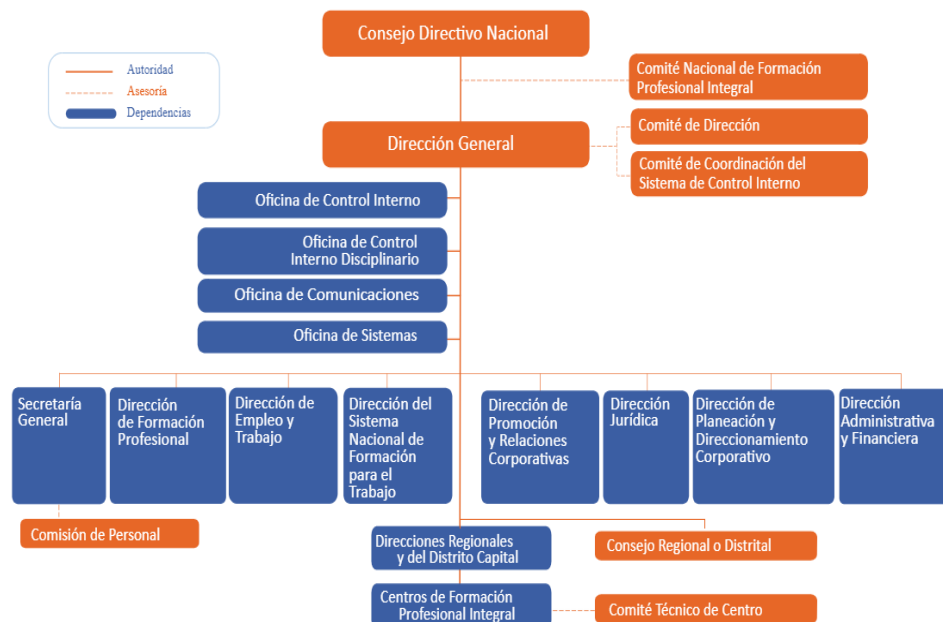 Consejo Directivo Nacional
Autoridad
Asesoría
Dependencias
Comité Nacional de Formación
Profesional Integral
Dirección General
Comité de Dirección
Comité de Coordinación del
Sistema de Control Interno
Oficina de Control Interno
Oficina de Control
Interno Disciplinario
Oficina de Comunicaciones
Oficina de Sistemas
Secretaría
General
Dirección
de Formación
Profesional
Dirección de
Empleo y
Trabajo
Dirección del
Sistema
Nacional de
Formación
para el
Trabajo
Dirección de
Promoción
y Relaciones
Corporativas
Dirección
Jurídica
Dirección de
Planeación y
Direccionamiento
Corporativo
Dirección
Administrativa
y Financiera
Comisión de Personal
Direcciones Regionales
y del Distrito Capital
Consejo Regional o Distrital
Centros de Formación
Profesional Integral
Comité Técnico de Centro